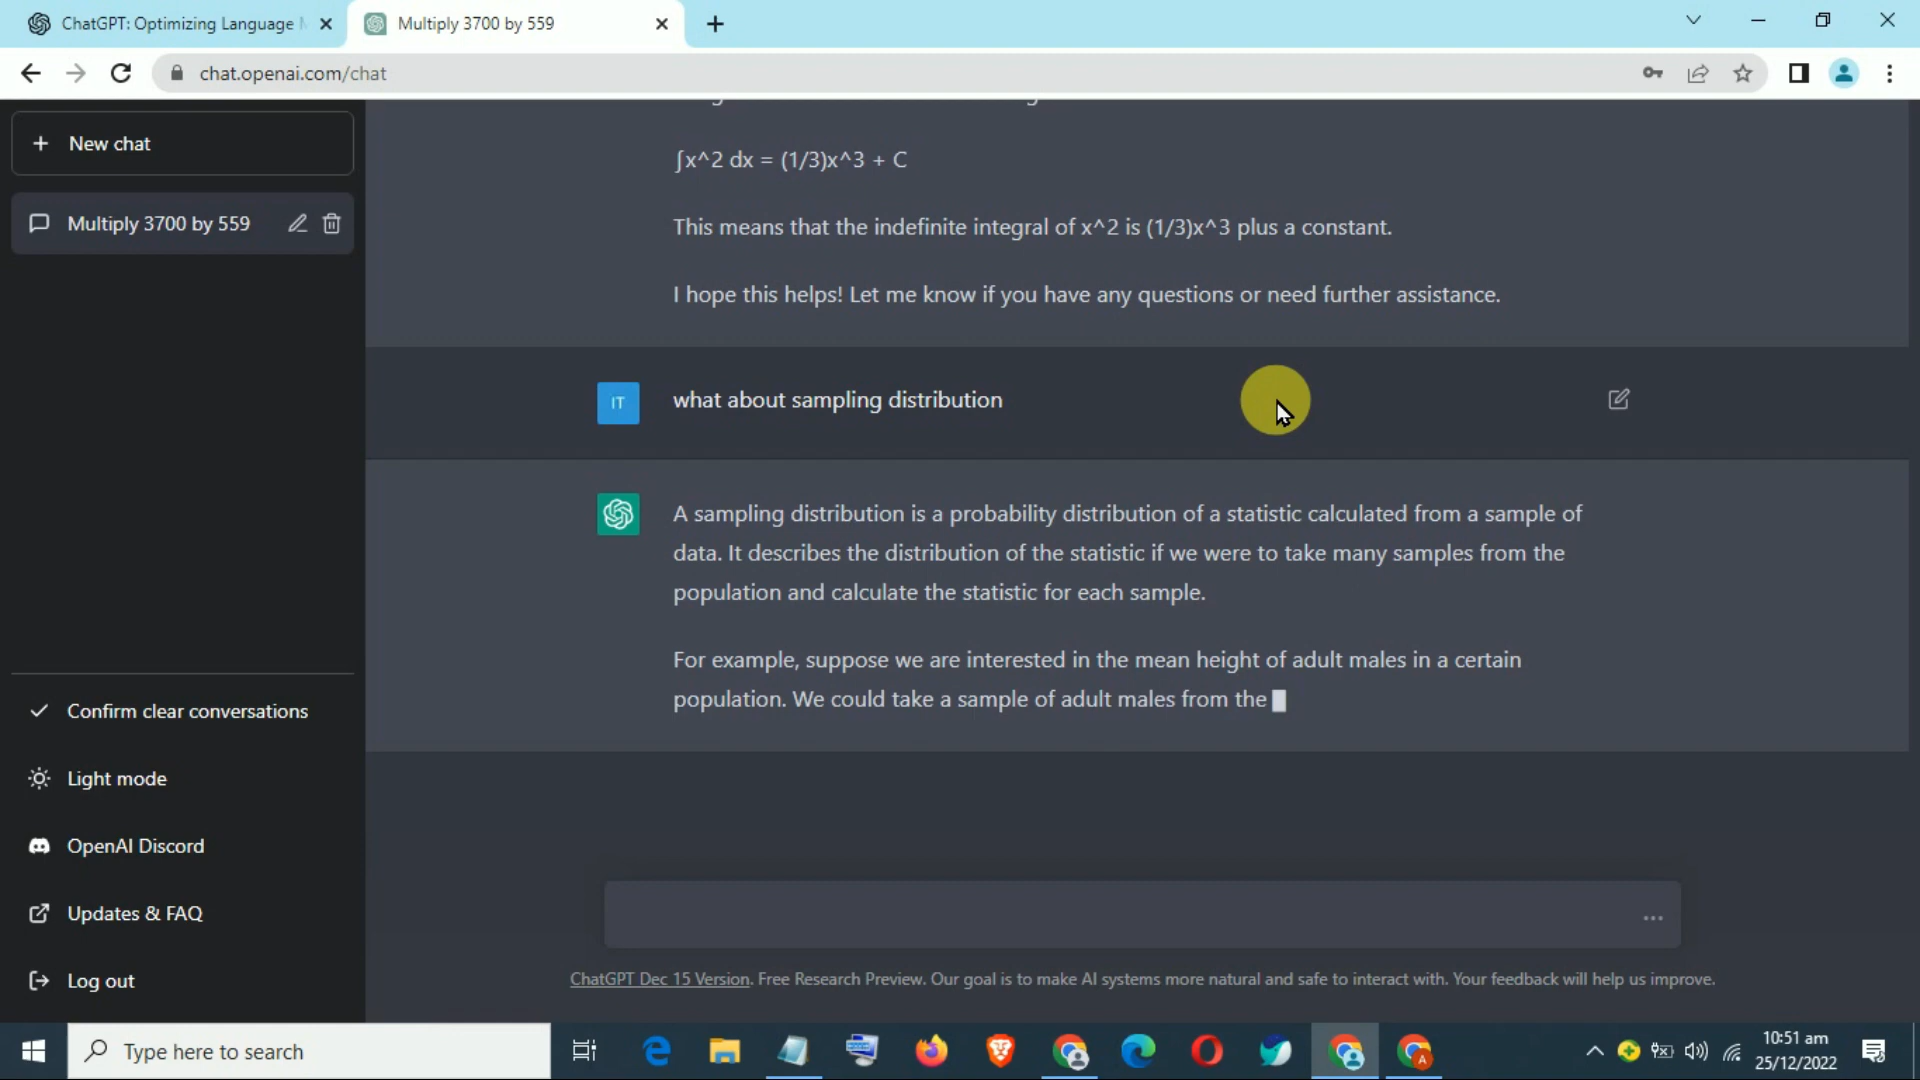 ChatGPT: Optimizing Language
Multiply 3700 by 559
chat.openai.com/chat
New chat
Multiply 3700 by 559
∫x^2 dx = (1/3)x^3 + C
This means that the indefinite integral of x^2 is (1/3)x^3 plus a constant.
I hope this helps! Let me know if you have any questions or need further assistance.
IT
what about sampling distribution
A sampling distribution is a probability distribution of a statistic calculated from a sample of
data. It describes the distribution of the statistic if we were to take many samples from the
population and calculate the statistic for each sample.
For example, suppose we are interested in the mean height of adult males in a certain
population. We could take a sample of adult males from the
Confirm clear conversations
Light mode
OpenAI Discord
Updates & FAQ
Log out
...
ChatGPT Dec 15 Version. Free Research Preview. Our goal is to make AI systems more natural and safe to interact with. Your feedback will help us improve.
Type here to search
A
10:51 am
25/12/2022